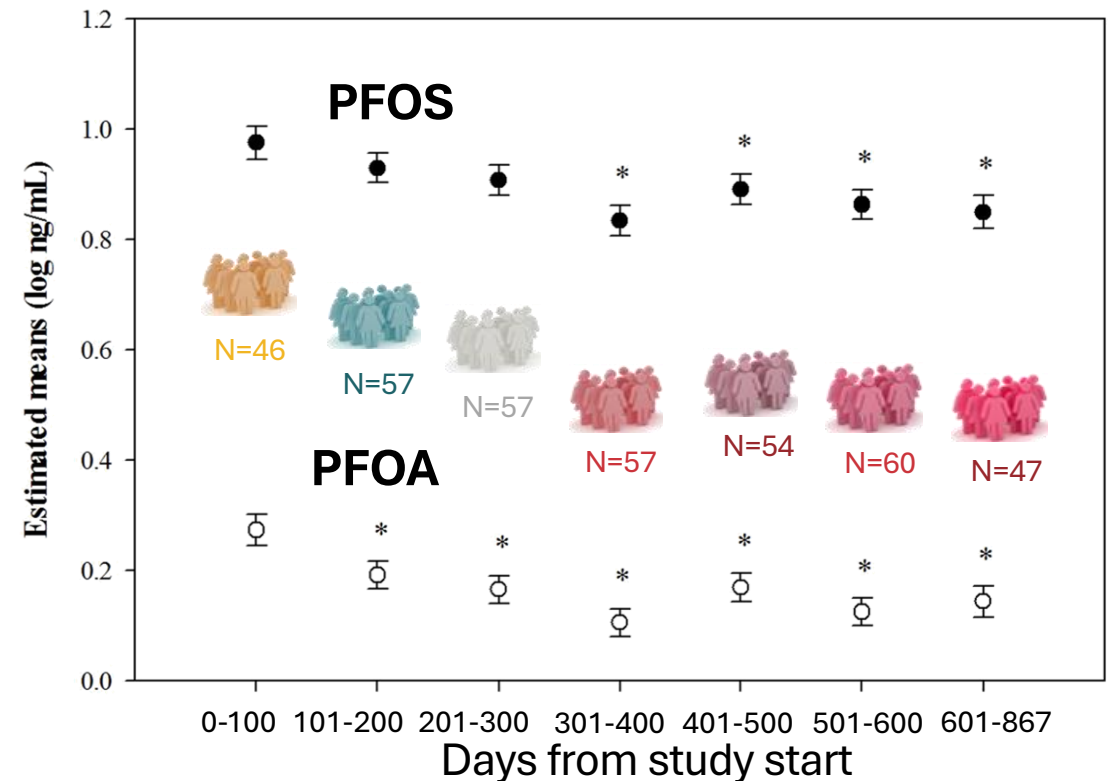 Estimated means (log ng/mL)
1.2
1.0
0.8
0.6
0.4
0.2
0.0
PFOS
* * * *
N=46
N=57
N=57
N=57
N=54
N=60
N=47
PFOA
* * * * * *
0-100 101-200 201-300 301-400 401-500 501-600 601-867
Days from study start